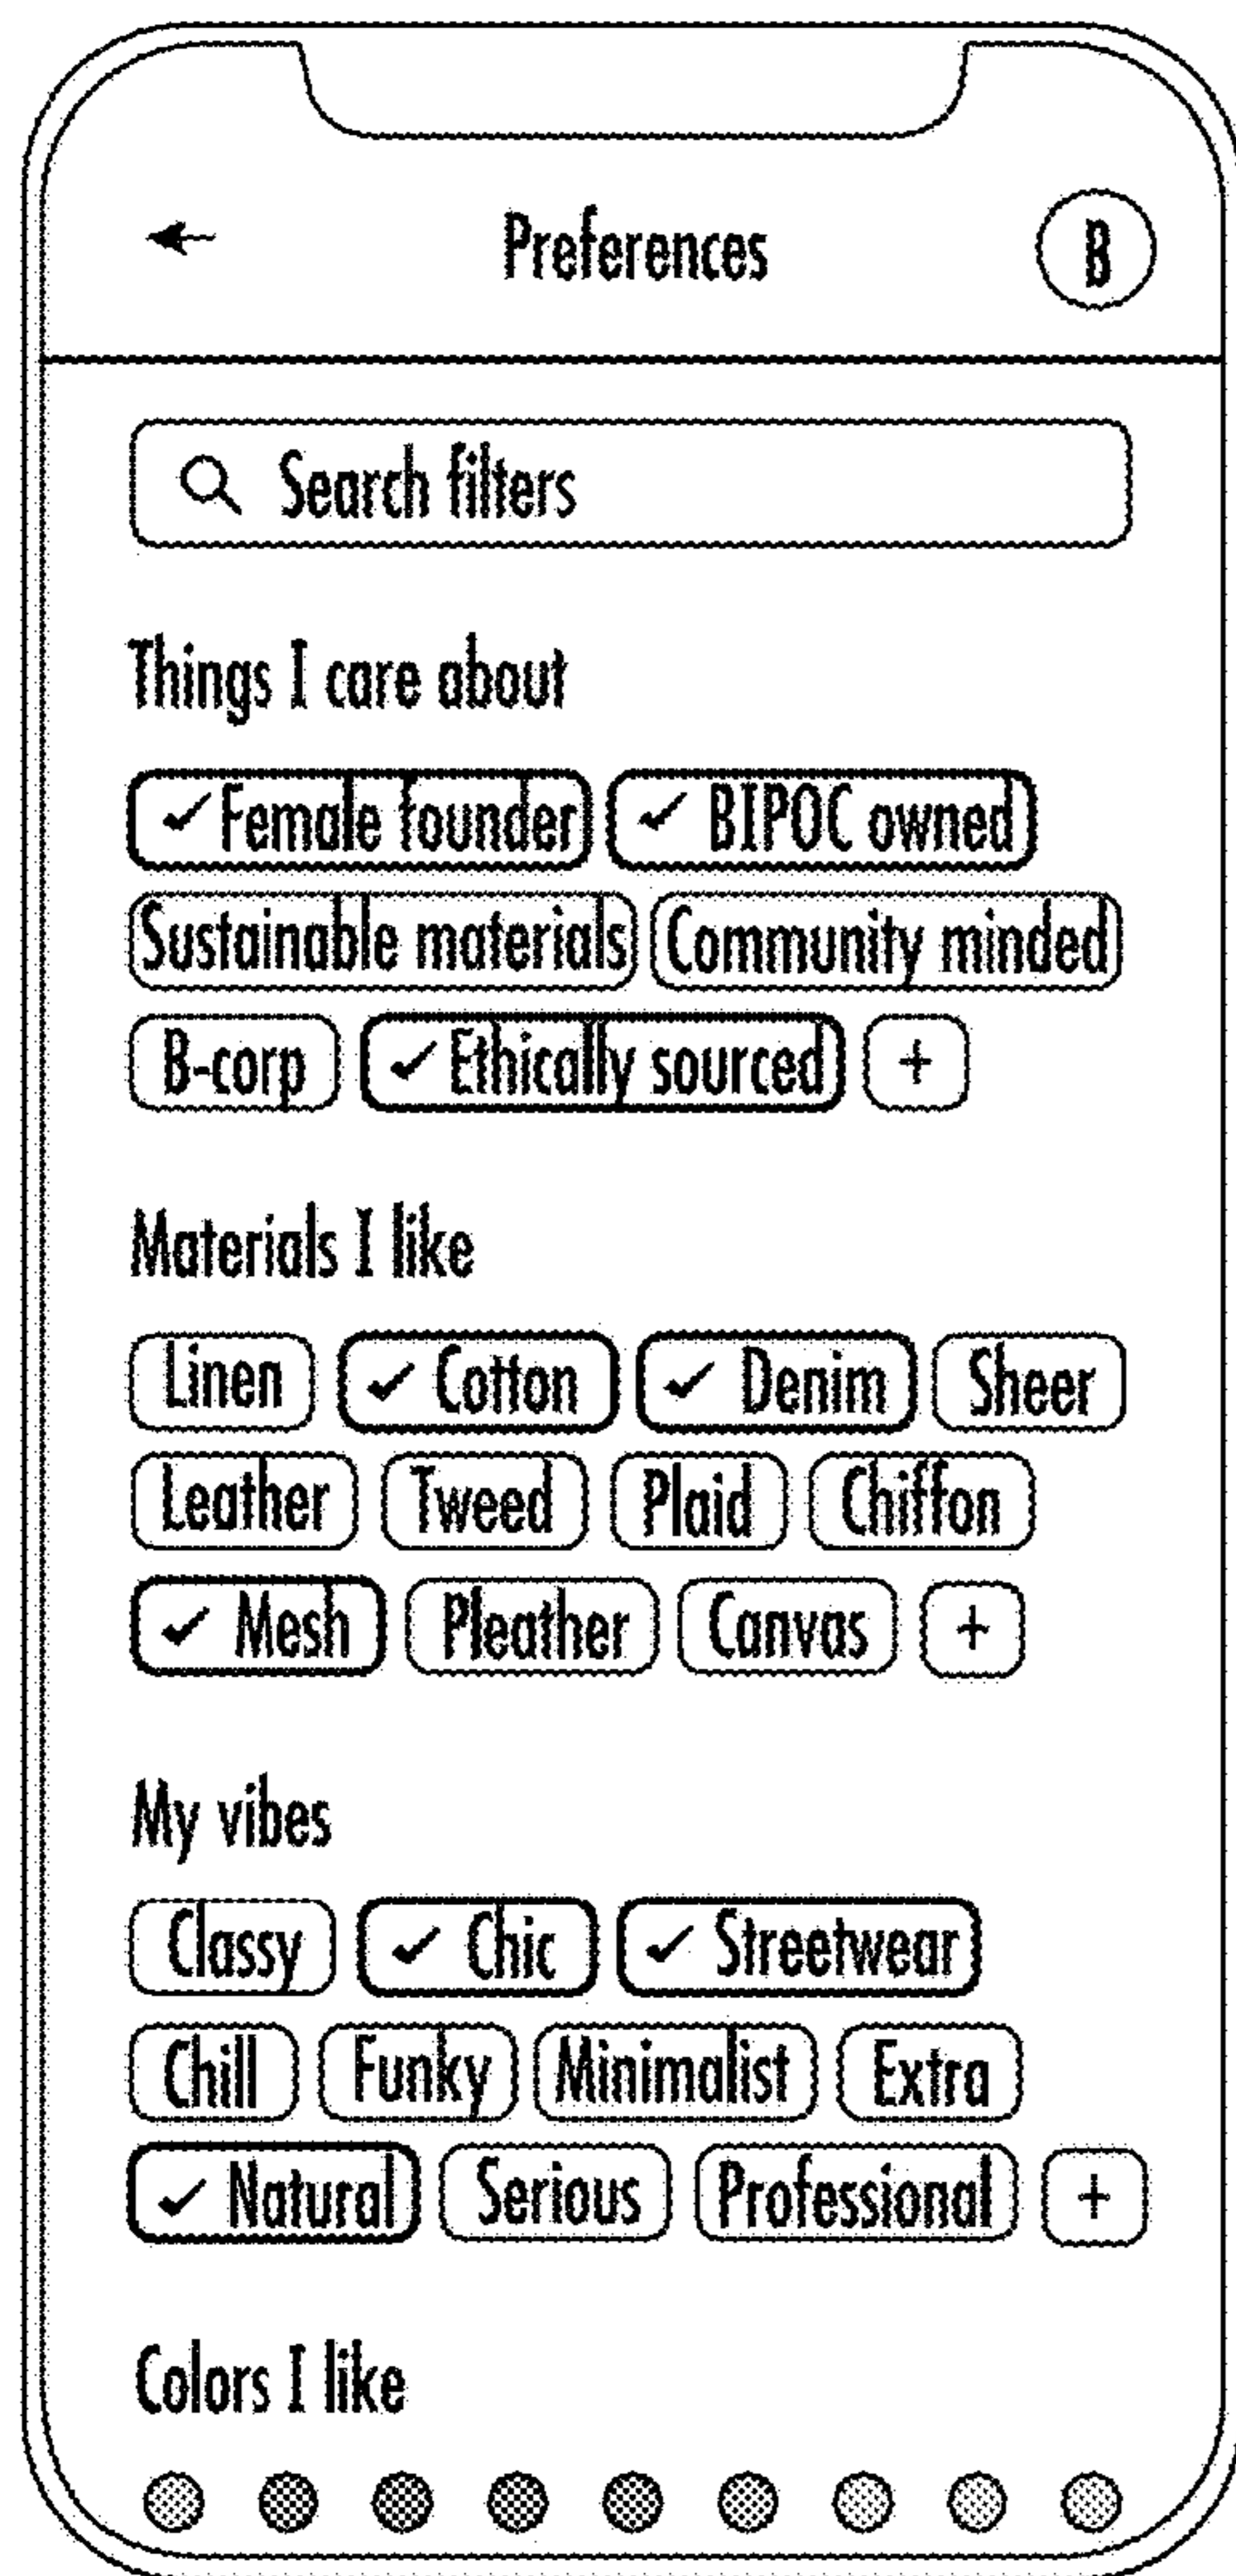 Preferences B
Search filters
Things I care about
✓ Female founder ✓ BIPOC owned
Sustainable materials Community minded
B-corp ✓ Ethically sourced +
Materials I like
Linen ✓ Cotton ✓ Denim Sheer
Leather Tweed Plaid Chiffon
✓ Mesh Pleather Canvas +
My vibes
Classy ✓ Chic ✓ Streetwear
Chill Funky Minimalist Extra
✓ Natural Serious Professional +
Colors I like